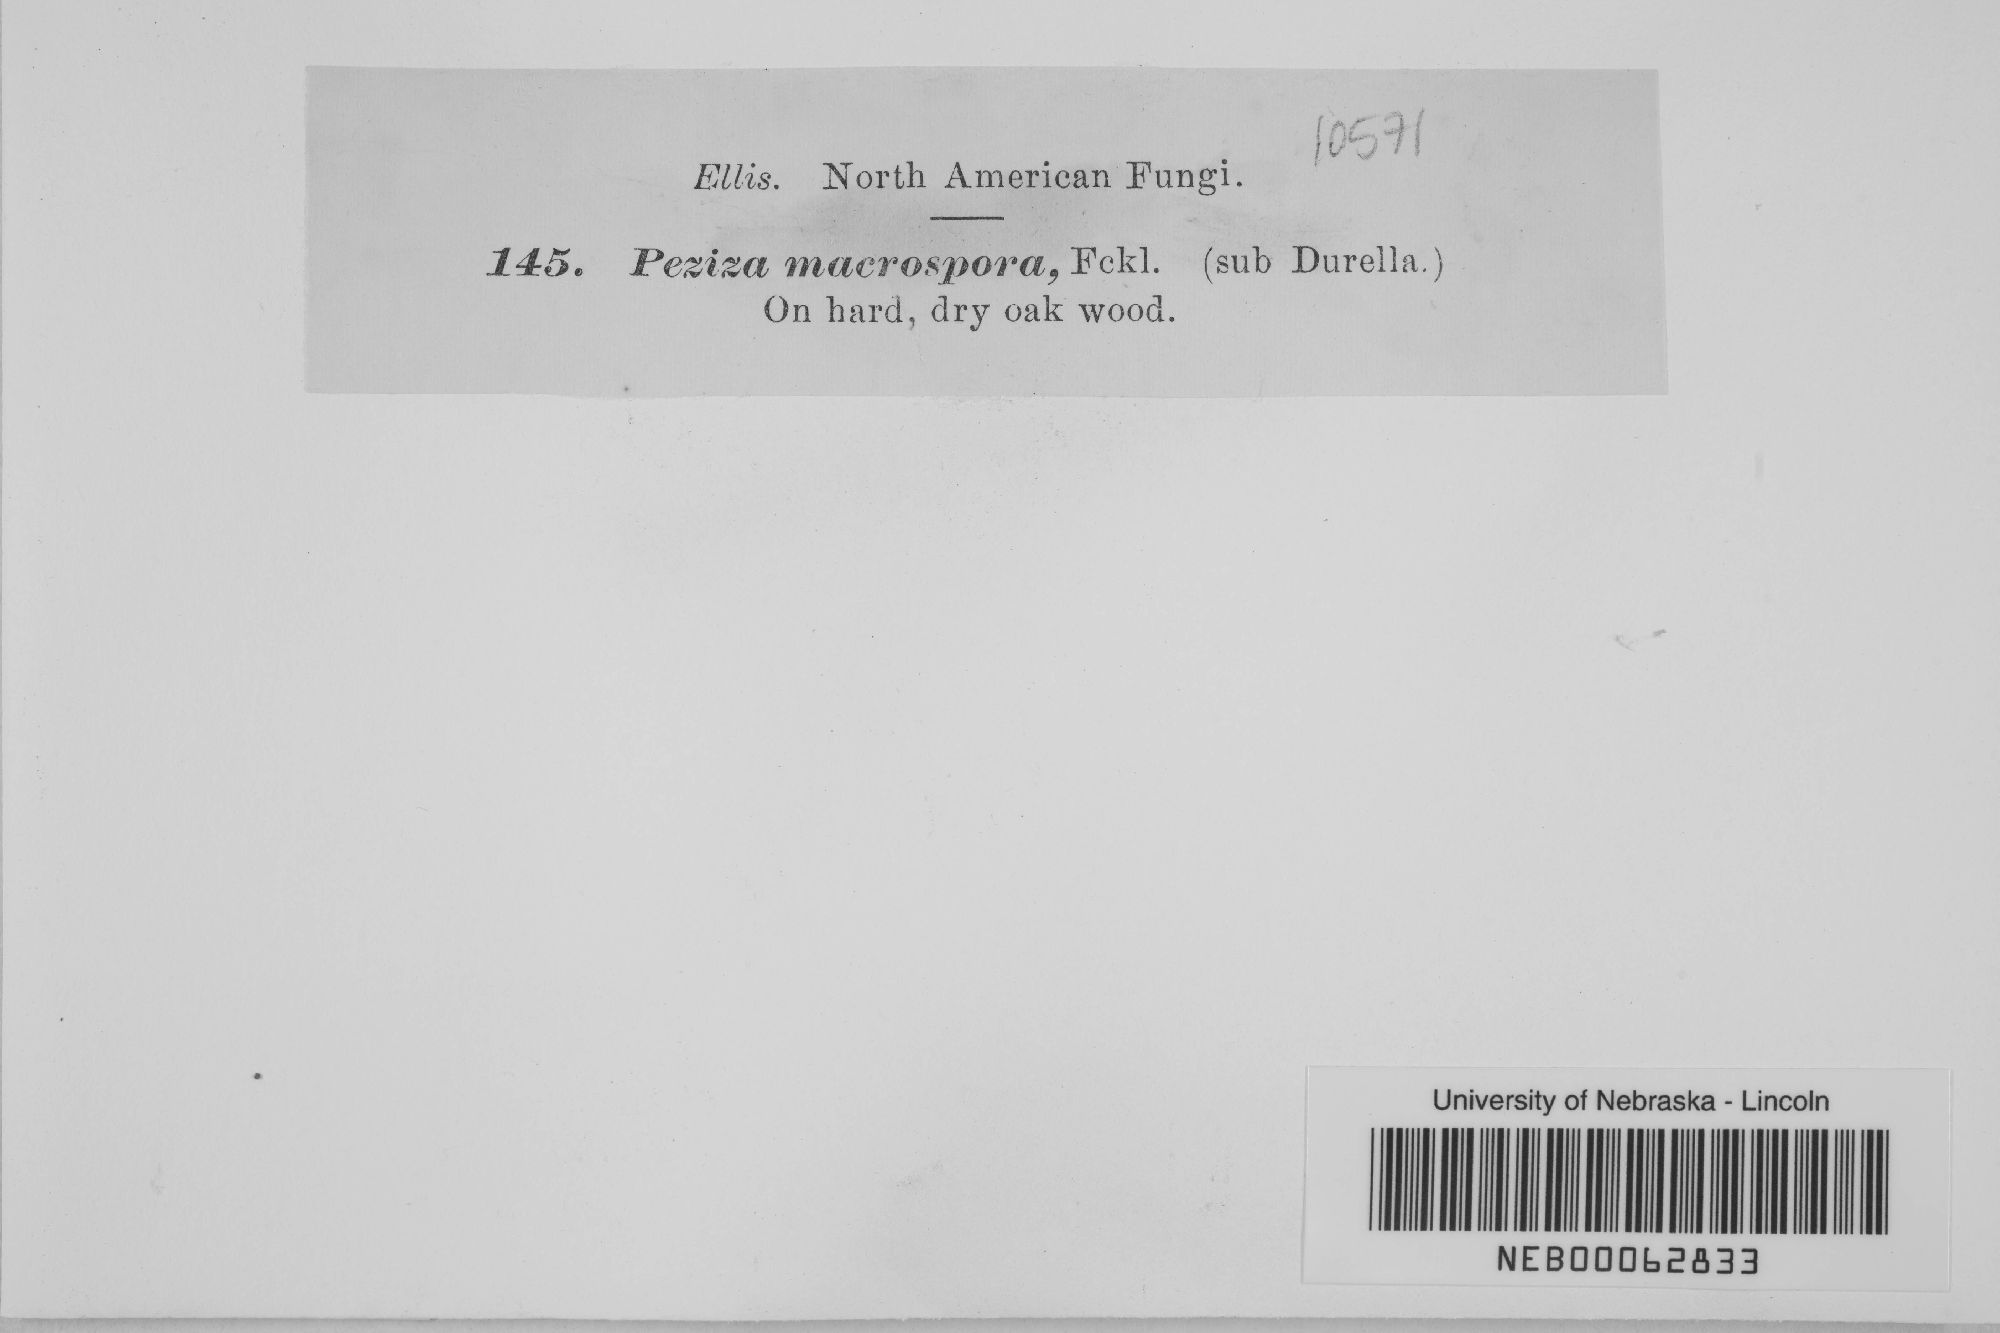 10571
Ellis. North American Fungi.
145. Peziza macrospora, Fckl. (sub Durella.)
On hard, dry oak wood.
University of Nebraska - Lincoln
NEB00062833